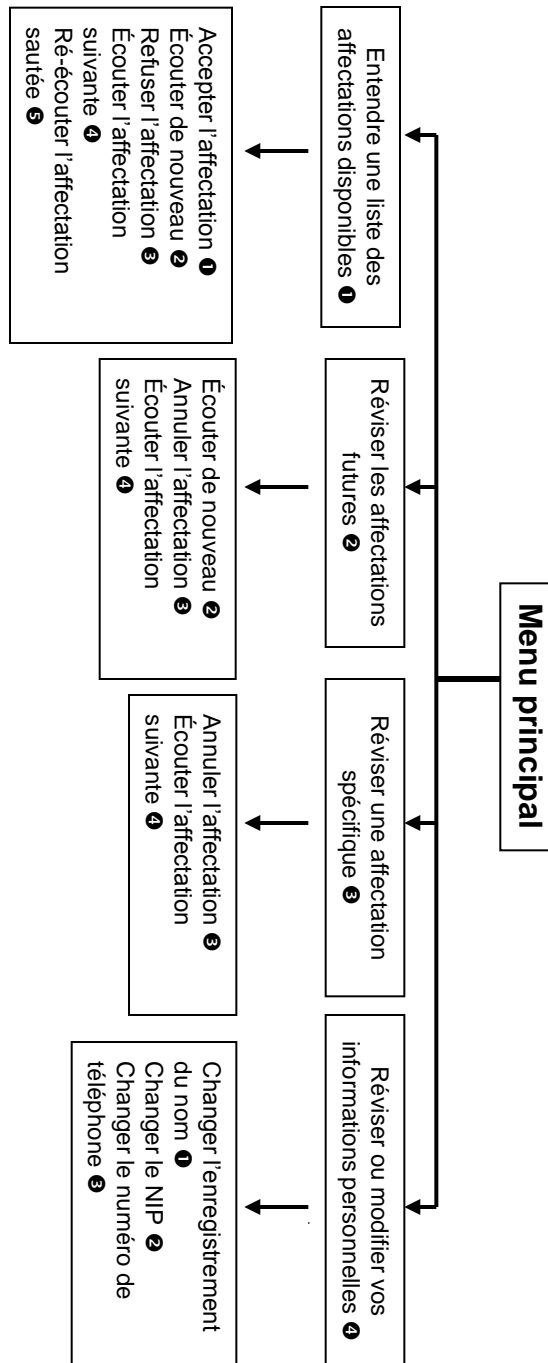 Menu principal
Entendre une liste des
affectations disponibles ❶
Réviser les affectations
futures ❷
Réviser une affectation
spécifique ❸
Réviser ou modifier vos
informations personnelles ❹
Accepter l'affectation ❶
Écouter de nouveau ❷
Refuser l'affectation ❸
Écouter l'affectation
suivante ❹
Ré-écouter l'affectation
sautée ❺
Écouter de nouveau ❷
Annuler l'affectation ❸
Écouter l'affectation
suivante ❹
Annuler l'affectation ❸
Écouter l'affectation
suivante ❹
Changer l'enregistrement
du nom ❶
Changer le NIP ❷
Changer le numéro de
téléphone ❸